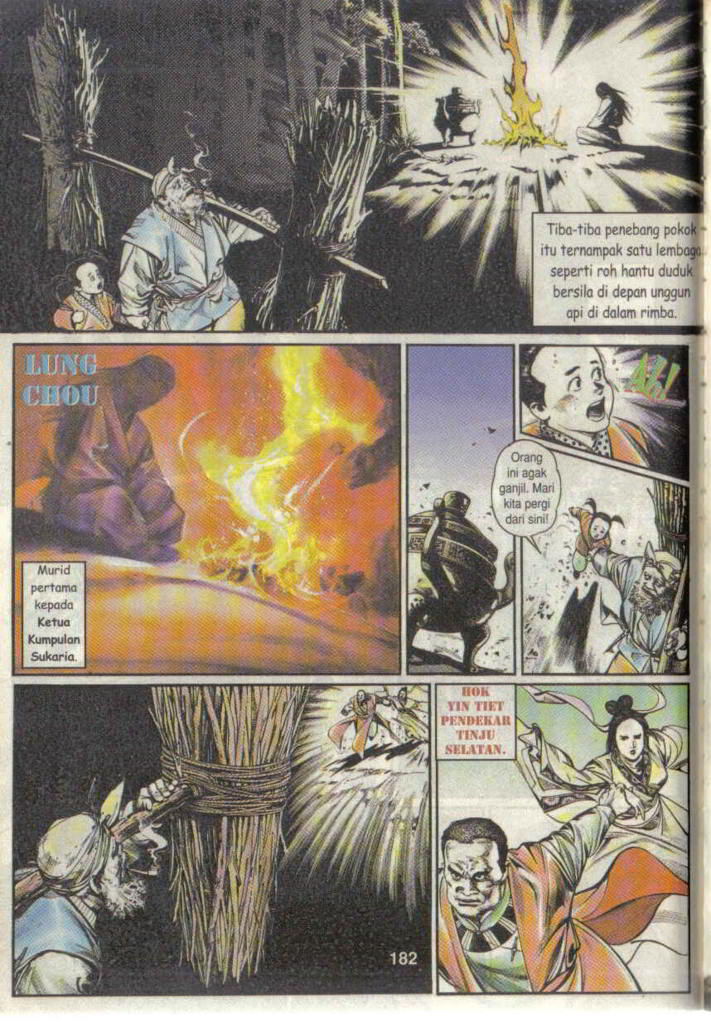 Tiba-tiba penebang pokok
itu ternampak satu lembaga
seperti roh hantu duduk
bersila di depan unggun
api di dalam rimba.
LUNG
CHOU
Murid
pertama
kepada
Ketua
Kumpulan
Sukaria.
Ah!
Orang
ini agak
ganjil. Mari
kita pergi
dari sini!
HOK
YIN TIET
PENDEKAR
TINJU
SELATAN.
182